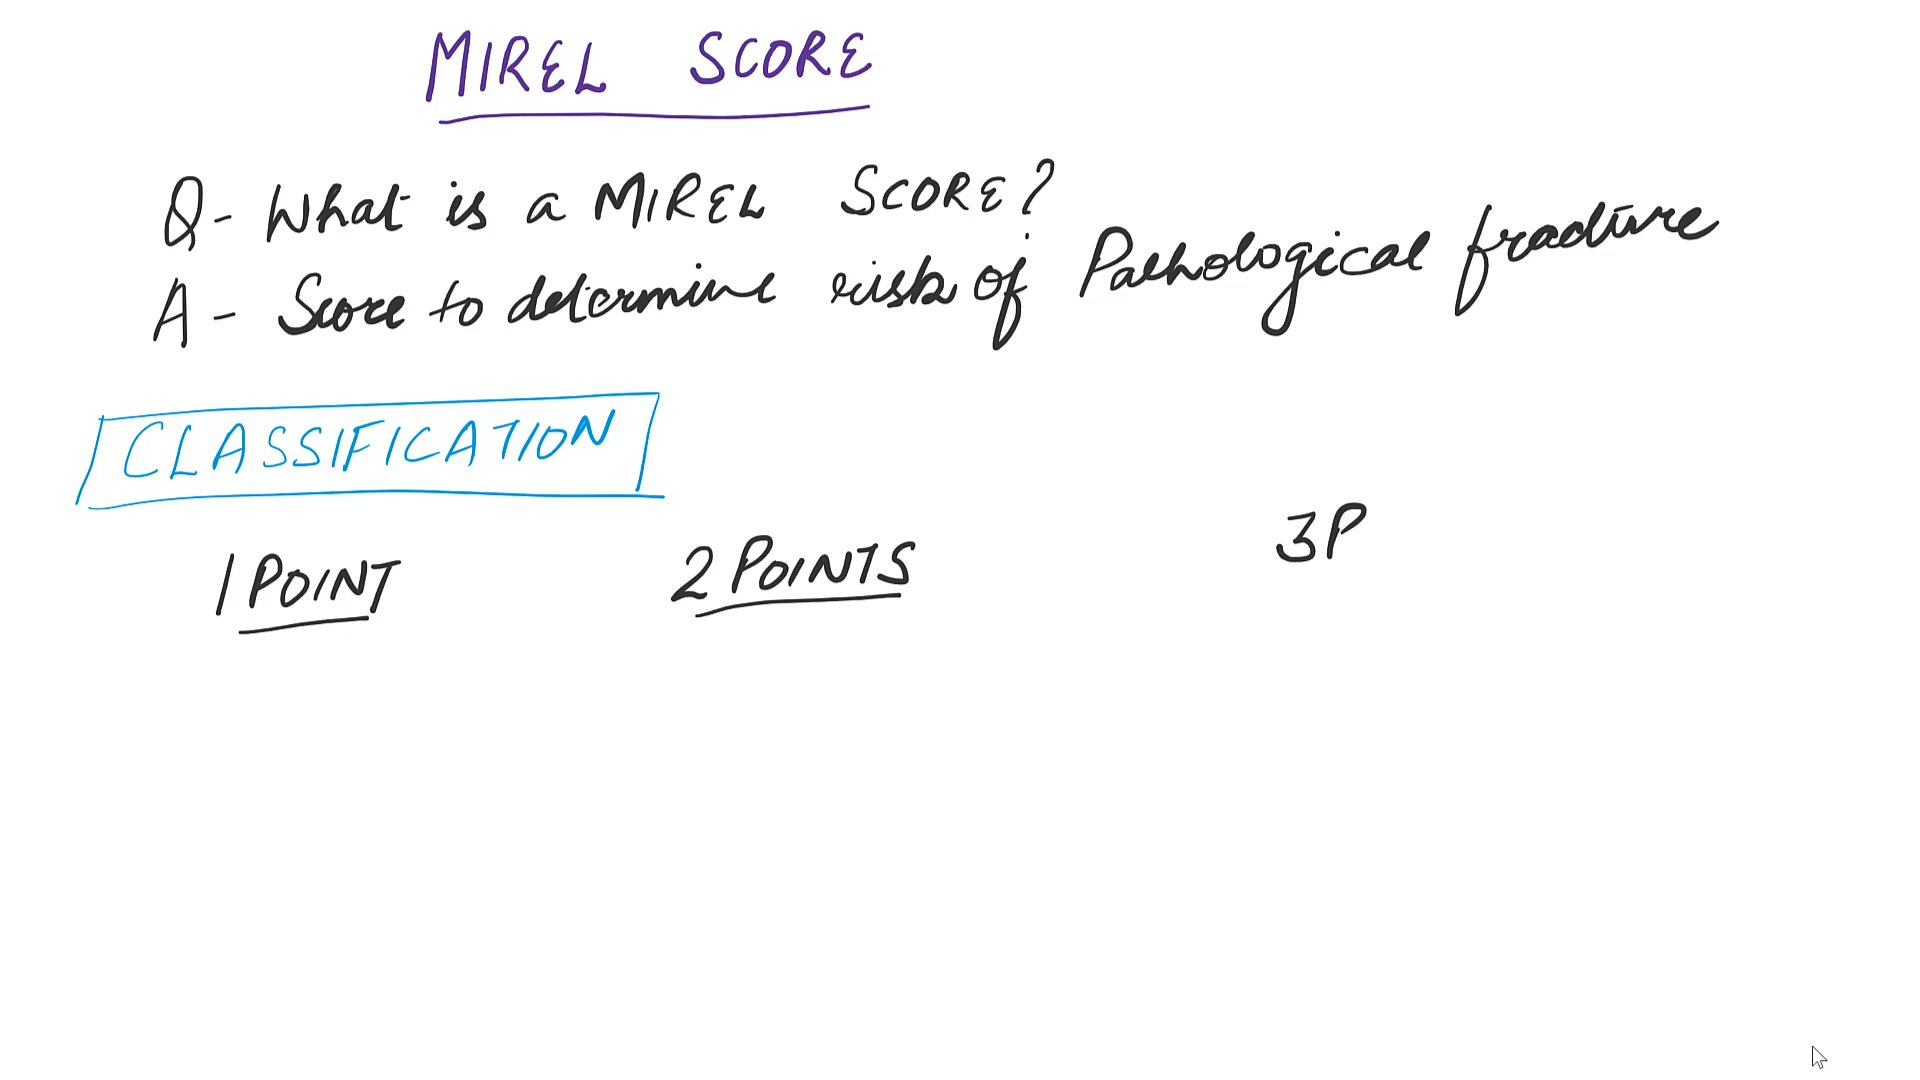 MIREL SCORE
Q- What is a MIREL SCORE?
A - Score to determine risk of Pathological fracture
CLASSIFICATION
1 POINT 2 POINTS 3P